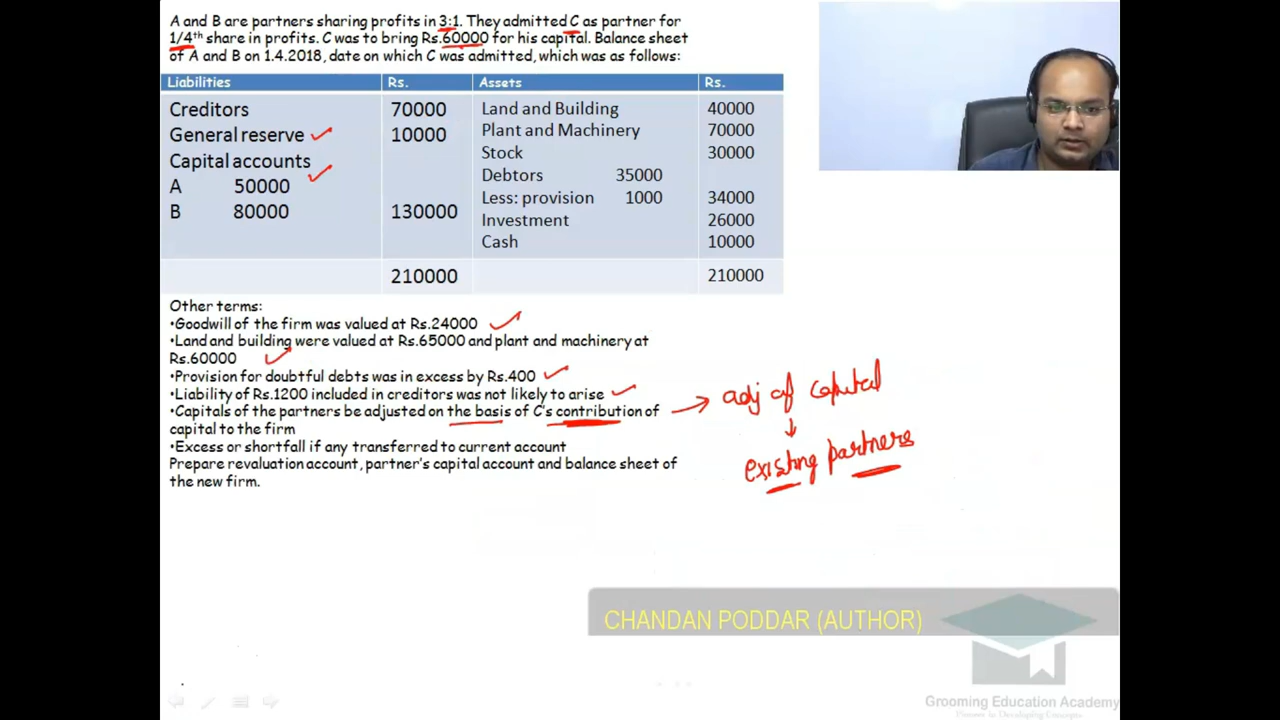 A and B are partners sharing profits in 3:1. They admitted C as partner for
1/4th share in profits. C was to bring Rs.60000 for his capital. Balance sheet
of A and B on 1.4.2018, date on which C was admitted, which was as follows:
Liabilities Rs. Assets Rs.
Creditors 70000 Land and Building 40000
General reserve 10000 Plant and Machinery 70000
Capital accounts Stock 30000
A 50000 Debtors 35000
B 80000 130000 Less: provision 1000 34000
Investment 26000
Cash 10000
210000 210000
Other terms:
•Goodwill of the firm was valued at Rs.24000
•Land and building were valued at Rs.65000 and plant and machinery at
Rs.60000
•Provision for doubtful debts was in excess by Rs.400
•Liability of Rs.1200 included in creditors was not likely to arise
•Capitals of the partners be adjusted on the basis of C's contribution of
capital to the firm
•Excess or shortfall if any transferred to current account
Prepare revaluation account, partner's capital account and balance sheet of
the new firm.
→ adj of capital
↓
existing partners
CHANDAN PODDAR (AUTHOR)
Grooming Education Academy
Pioneer in Developing Concepts